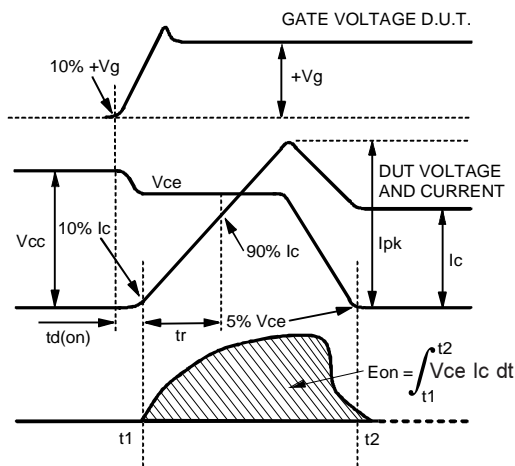 GATE VOLTAGE D.U.T.
10% +Vg
+Vg
Vce
DUT VOLTAGE
AND CURRENT
10% Ic
Vcc
90% Ic
Ipk
Ic
5% Vce
td(on)
tr
t2
Eon = ∫ Vce Ic dt
t1
t1
t2